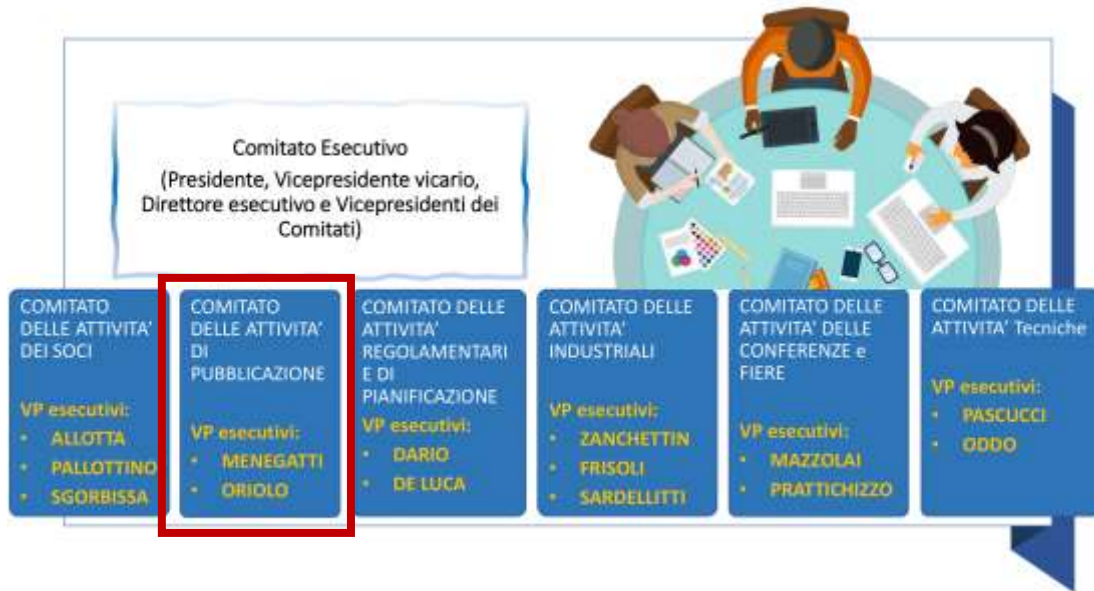 Comitato Esecutivo
(Presidente, Vicepresidente vicario,
Direttore esecutivo e Vicepresidenti dei
Comitati)
COMITATO
DELLE ATTIVITA'
DEI SOCI
VP esecutivi:
• ALLOTTA
• PALLOTTINO
• SGORBISSA
COMITATO
DELLE ATTIVITA'
DI
PUBBLICAZIONE
VP esecutivi:
• MENEGATTI
• ORIOLO
COMITATO DELLE
ATTIVITA'
REGOLAMENTARI
E DI
PIANIFICAZIONE
VP esecutivi:
• DARIO
• DE LUCA
COMITATO DELLE
ATTIVITA'
INDUSTRIALI
VP esecutivi:
• ZANCHETTIN
• FRISOLI
• SARDELLITTI
COMITATO DELLE
ATTIVITA' DELLE
CONFERENZE e
FIERE
VP esecutivi:
• MAZZOLAI
• PRATTICHIZZO
COMITATO DELLE
ATTIVITA' Tecniche
VP esecutivi:
• PASCUCCI
• ODDO